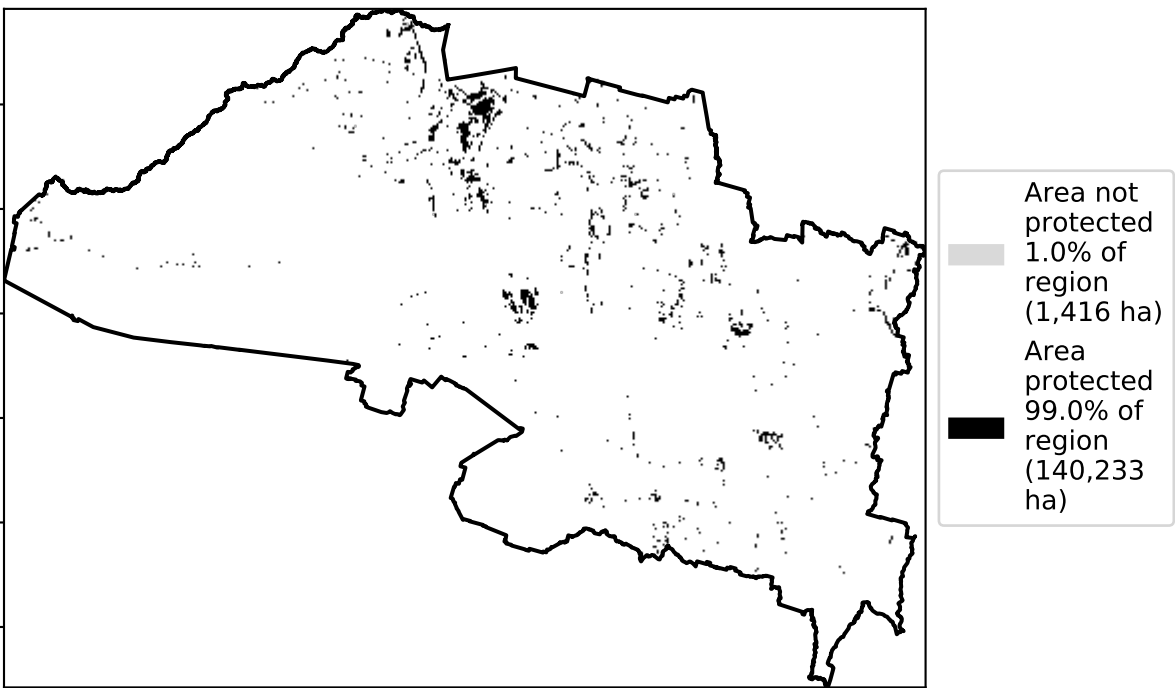 Area not
protected
1.0% of
region
(1,416 ha)
Area
protected
99.0% of
region
(140,233
ha)